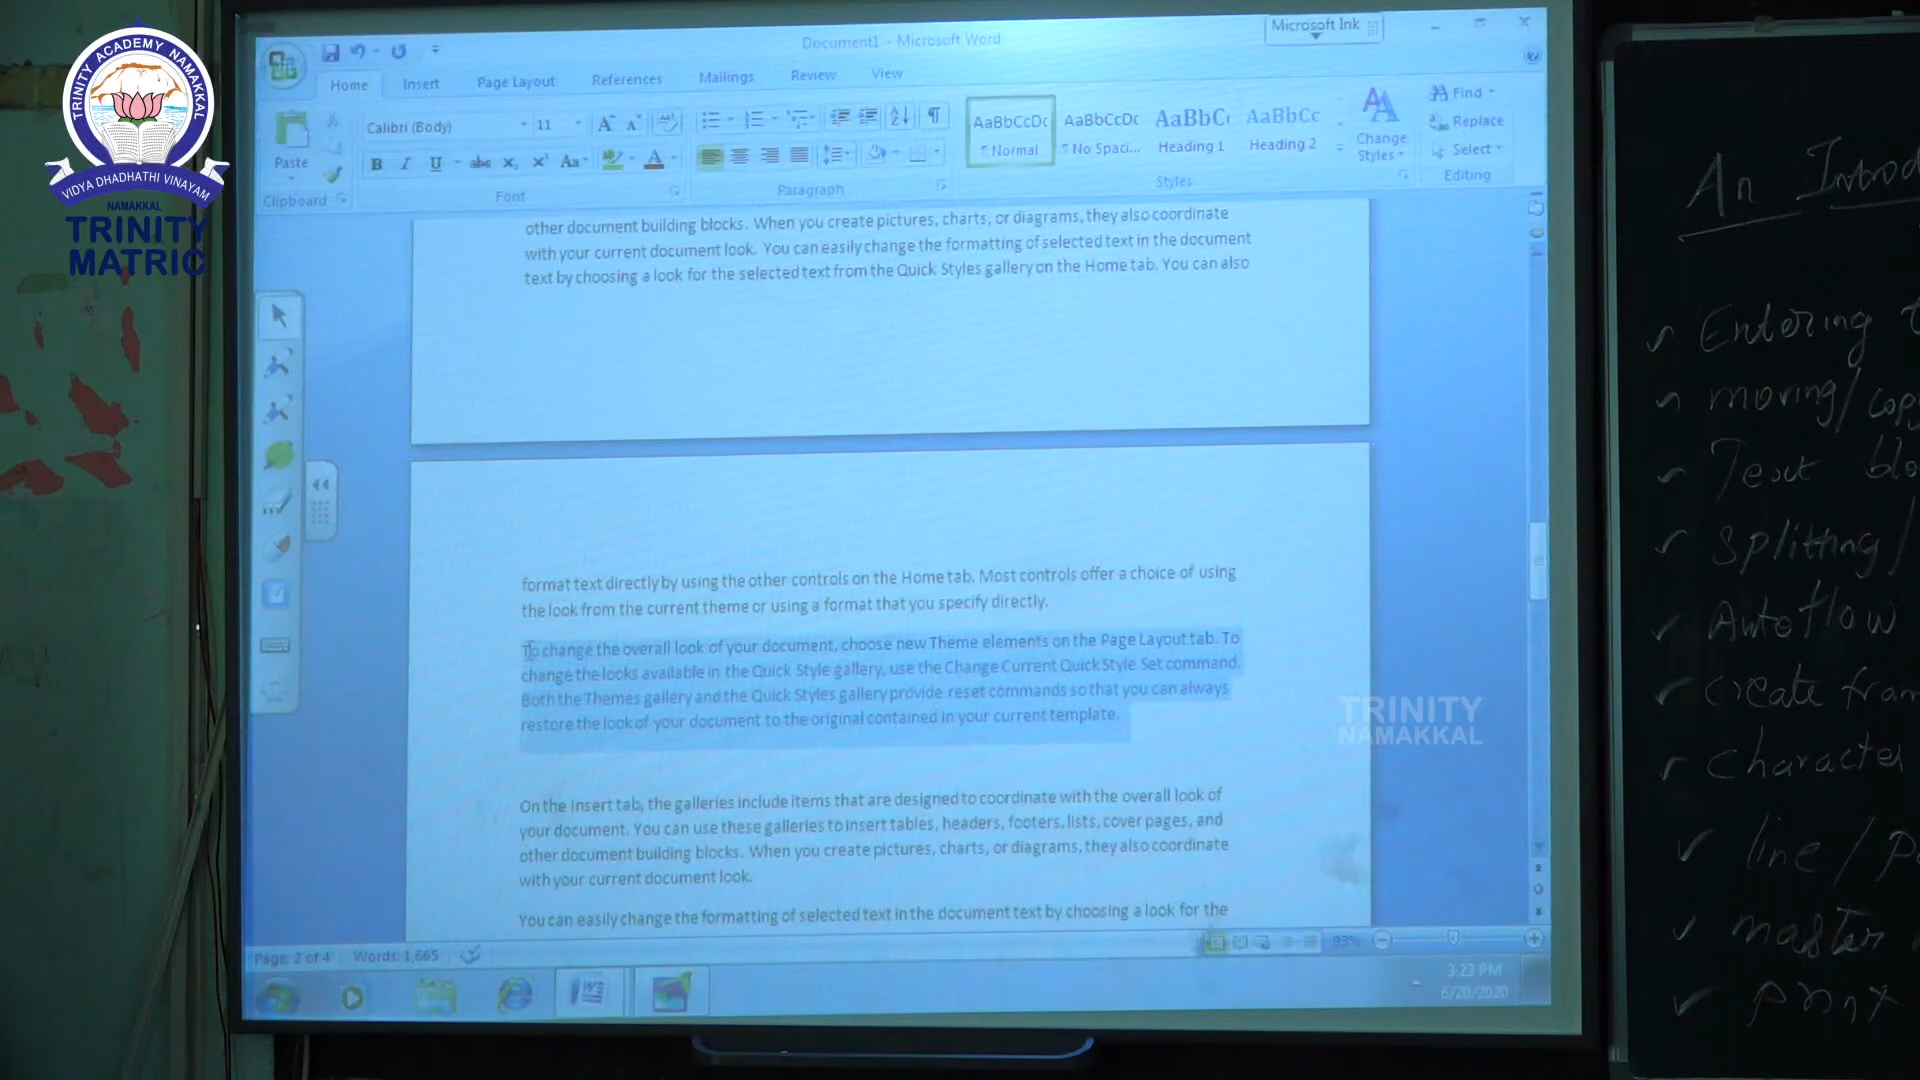 TRINITY ACADEMY NAMAKKAL
VIDYA DHADHATHI VINAYAM
NAMAKKAL
TRINITY
MATRIC
Document1 - Microsoft Word
Microsoft Ink
Home Insert Page Layout References Mailings Review View
Paste
Clipboard
Calibri (Body) 11
B I U abc X₂ X² Aa A
Font
Paragraph
AaBbCcDc AaBbCcDc AaBbC AaBbCc
Normal No Spaci... Heading 1 Heading 2
Change
Styles
Styles
Find
Replace
Select
Editing
other document building blocks. When you create pictures, charts, or diagrams, they also coordinate
with your current document look. You can easily change the formatting of selected text in the document
text by choosing a look for the selected text from the Quick Styles gallery on the Home tab. You can also
format text directly by using the other controls on the Home tab. Most controls offer a choice of using
the look from the current theme or using a format that you specify directly.
To change the overall look of your document, choose new Theme elements on the Page Layout tab. To
change the looks available in the Quick Style gallery, use the Change Current Quick Style Set command.
Both the Themes gallery and the Quick Styles gallery provide reset commands so that you can always
restore the look of your document to the original contained in your current template.
On the Insert tab, the galleries include items that are designed to coordinate with the overall look of
your document. You can use these galleries to insert tables, headers, footers, lists, cover pages, and
other document building blocks. When you create pictures, charts, or diagrams, they also coordinate
with your current document look.
You can easily change the formatting of selected text in the document text by choosing a look for the
Page: 2 of 4 Words: 1,665
93%
3:23 PM
6/20/2020
TRINITY
NAMAKKAL
An Introd
Entering t
moving/copy
Text blo
Splitting/
Autoflow
Create fram
Character
line/pa
master
print